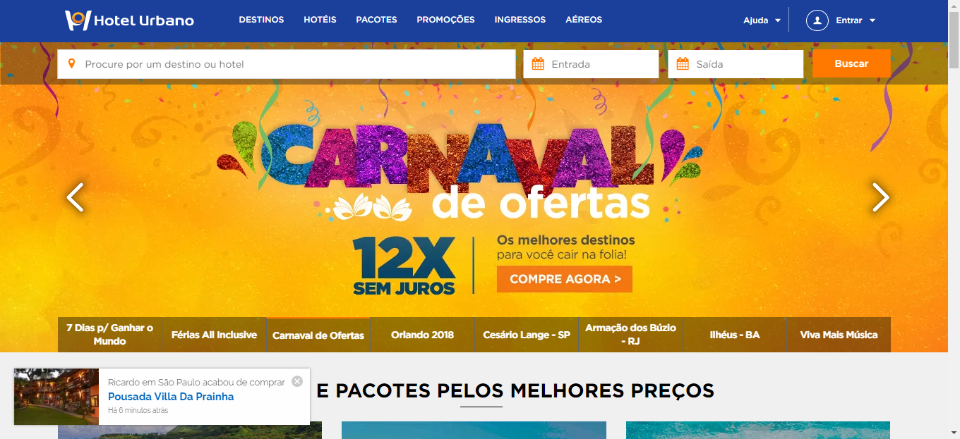 Hotel Urbano
DESTINOS HOTÉIS PACOTES PROMOÇÕES INGRESSOS AÉREOS
Ajuda Entrar
Procure por um destino ou hotel
Entrada
Saída
Buscar
CARNAVAL
de ofertas
12X
SEM JUROS
Os melhores destinos
para você cair na folia!
COMPRE AGORA >
7 Dias p/ Ganhar o
Mundo
Férias All Inclusive
Carnaval de Ofertas
Orlando 2018
Cesário Lange - SP
Armação dos Búzio
- RJ
Ilhéus - BA
Viva Mais Música
E PACOTES PELOS MELHORES PREÇOS
Ricardo em São Paulo acabou de comprar
Pousada Villa Da Prainha
Há 6 minutos atrás